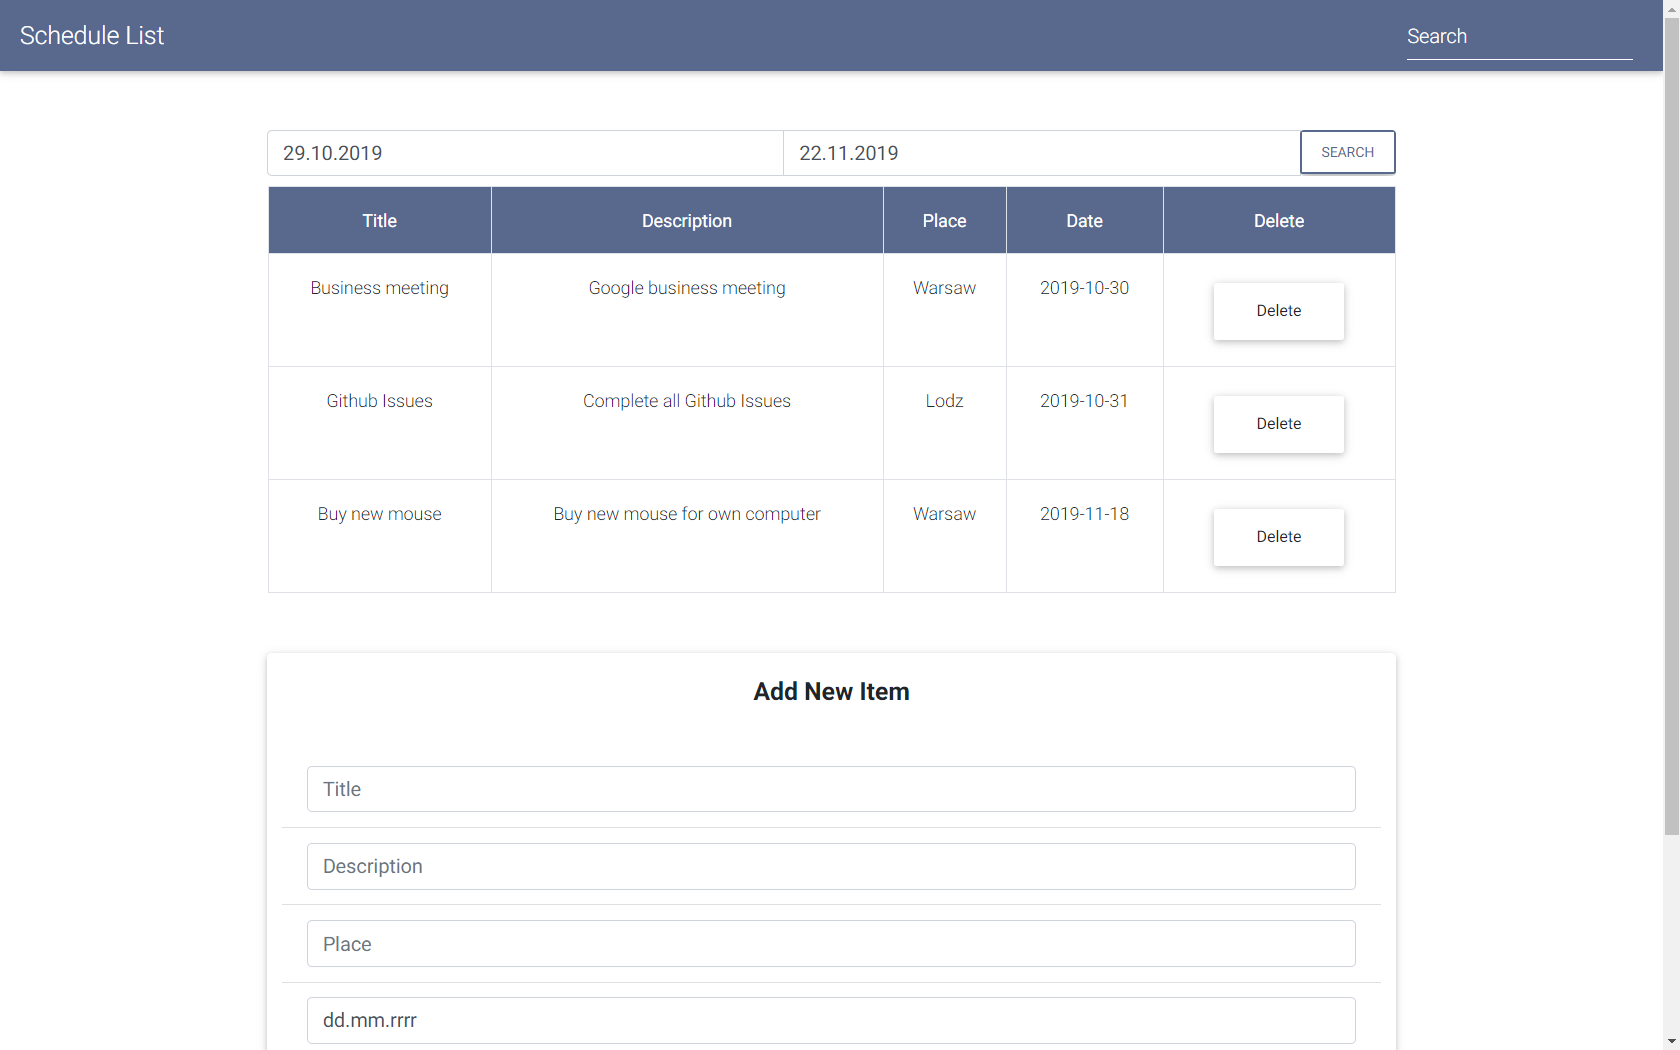 Schedule List
Search
29.10.2019 22.11.2019 SEARCH
Title Description Place Date Delete
Business meeting Google business meeting Warsaw 2019-10-30 Delete
Github Issues Complete all Github Issues Lodz 2019-10-31 Delete
Buy new mouse Buy new mouse for own computer Warsaw 2019-11-18 Delete
Add New Item
Title
Description
Place
dd.mm.rrrr